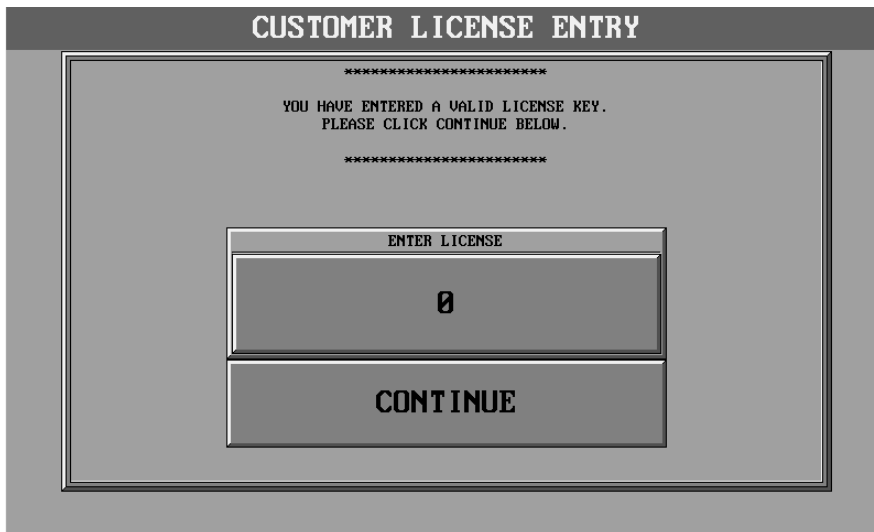 CUSTOMER LICENSE ENTRY
***********************
YOU HAVE ENTERED A VALID LICENSE KEY.
PLEASE CLICK CONTINUE BELOW.
***********************
ENTER LICENSE
0
CONTINUE